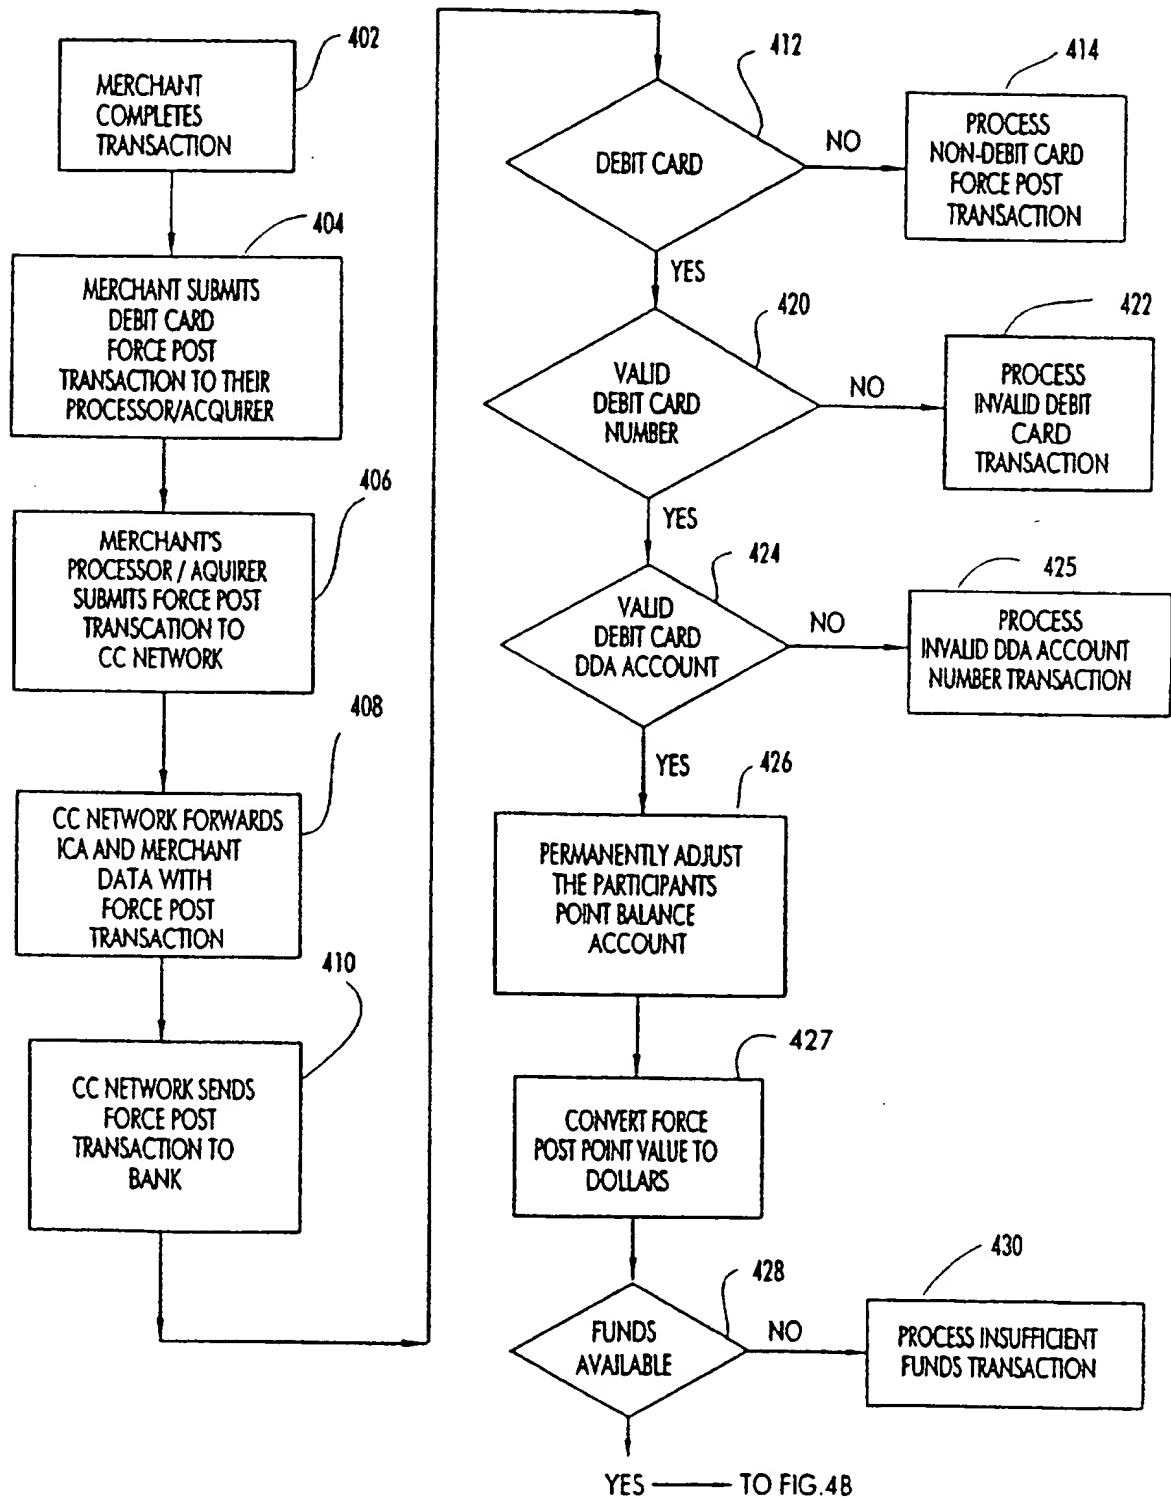 402
MERCHANT
COMPLETES
TRANSACTION
404
MERCHANT SUBMITS
DEBIT CARD
FORCE POST
TRANSACTION TO THEIR
PROCESSOR/ACQUIRER
406
MERCHANT'S
PROCESSOR / AQUIRER
SUBMITS FORCE POST
TRANSCATION TO
CC NETWORK
408
CC NETWORK FORWARDS
ICA AND MERCHANT
DATA WITH
FORCE POST
TRANSACTION
410
CC NETWORK SENDS
FORCE POST
TRANSACTION TO
BANK
412
DEBIT CARD
NO
414
PROCESS
NON-DEBIT CARD
FORCE POST
TRANSACTION
YES
420
VALID
DEBIT CARD
NUMBER
NO
422
PROCESS
INVALID DEBIT
CARD
TRANSACTION
YES
424
VALID
DEBIT CARD
DDA ACCOUNT
NO
425
PROCESS
INVALID DDA ACCOUNT
NUMBER TRANSACTION
YES
426
PERMANENTLY ADJUST
THE PARTICIPANTS
POINT BALANCE
ACCOUNT
427
CONVERT FORCE
POST POINT VALUE TO
DOLLARS
428
FUNDS
AVAILABLE
NO
430
PROCESS INSUFFICIENT
FUNDS TRANSACTION
YES TO FIG.4B